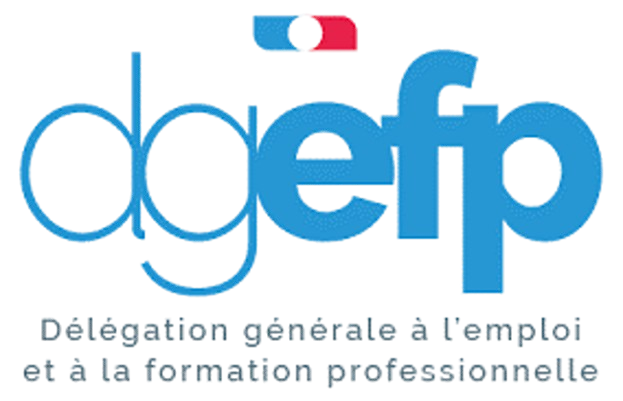 dgefp
Délégation générale à l'emploi
et à la formation professionnelle